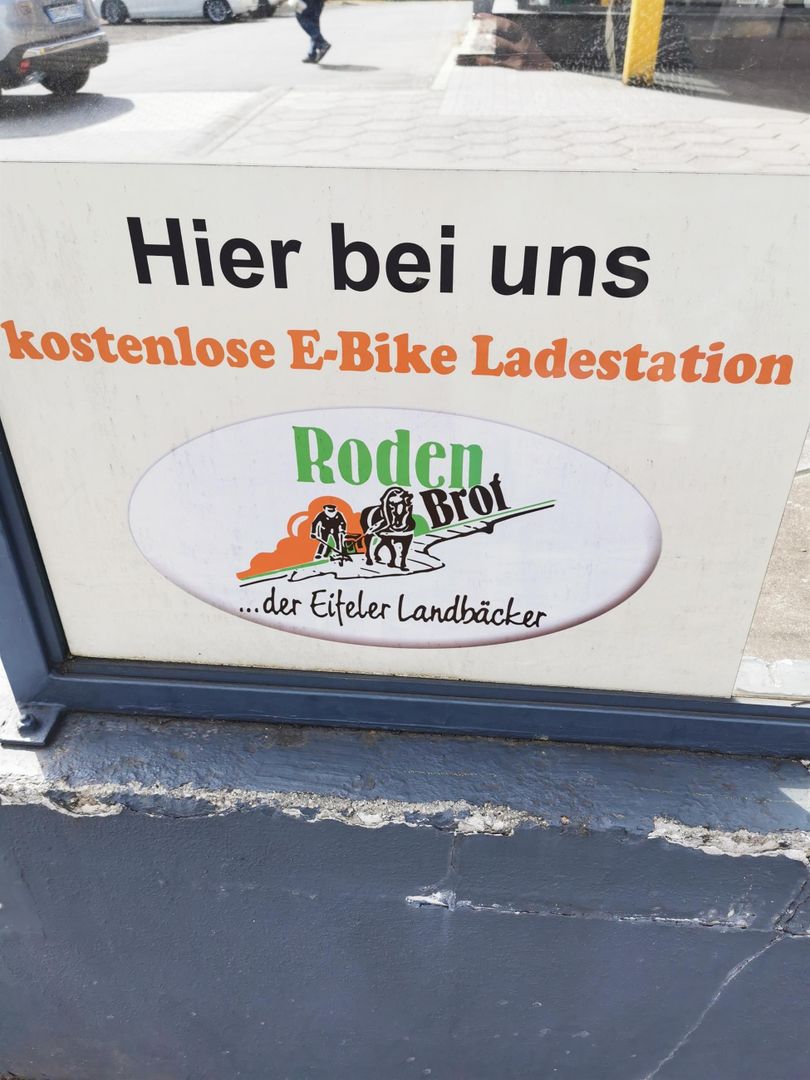 Hier bei uns
kostenlose E-Bike Ladestation
Roden
Brot
...der Eifeler Landbäcker